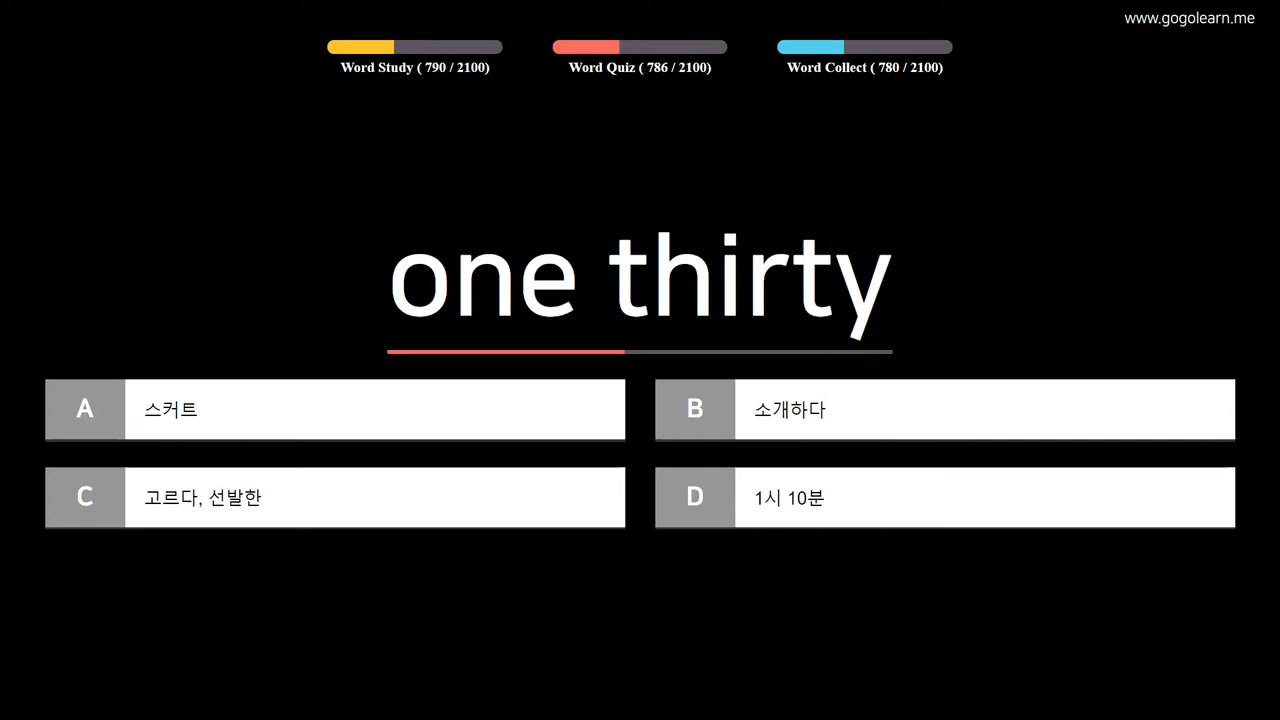 www.gogolearn.me
Word Study ( 790 / 2100)
Word Quiz ( 786 / 2100)
Word Collect ( 780 / 2100)
one thirty
A 스커트
B 소개하다
C 고르다, 선발한
D 1시 10분